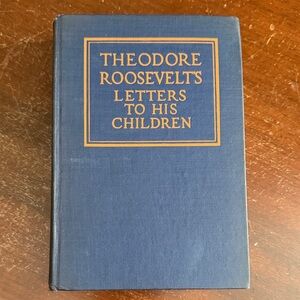 THEODORE
ROOSEVELT'S
LETTERS
TO HIS
CHILDREN